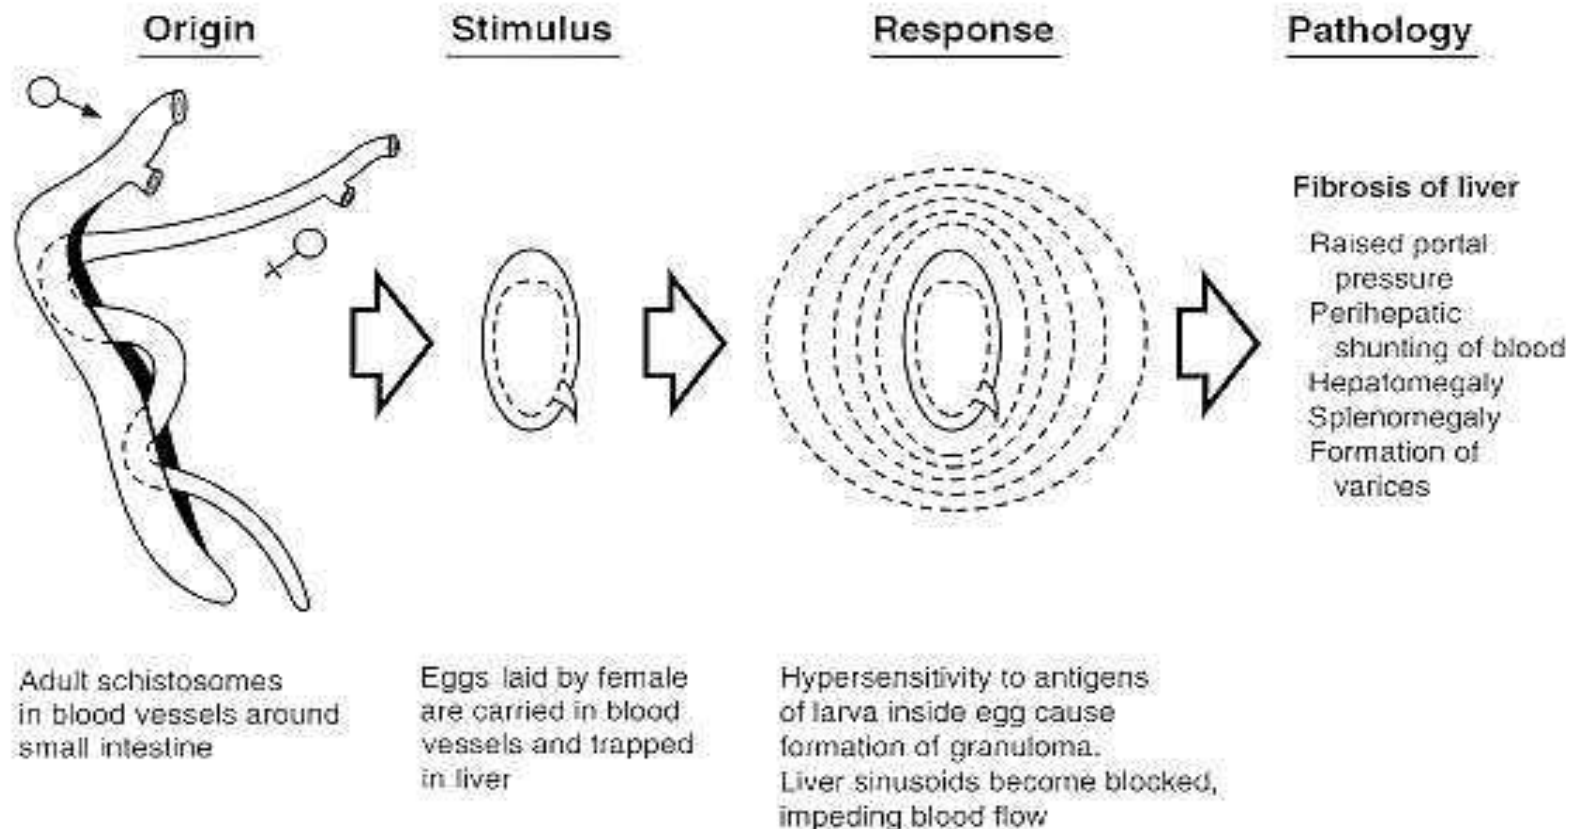 Origin
Stimulus
Response
Pathology
Fibrosis of liver
Raised portal
pressure
Perihepatic
shunting of blood
Hepatomegaly
Splenomegaly
Formation of
varices
Adult schistosomes
in blood vessels around
small intestine
Eggs laid by female
are carried in blood
vessels and trapped
in liver
Hypersensitivity to antigens
of larva inside egg cause
formation of granuloma.
Liver sinusoids become blocked,
impeding blood flow